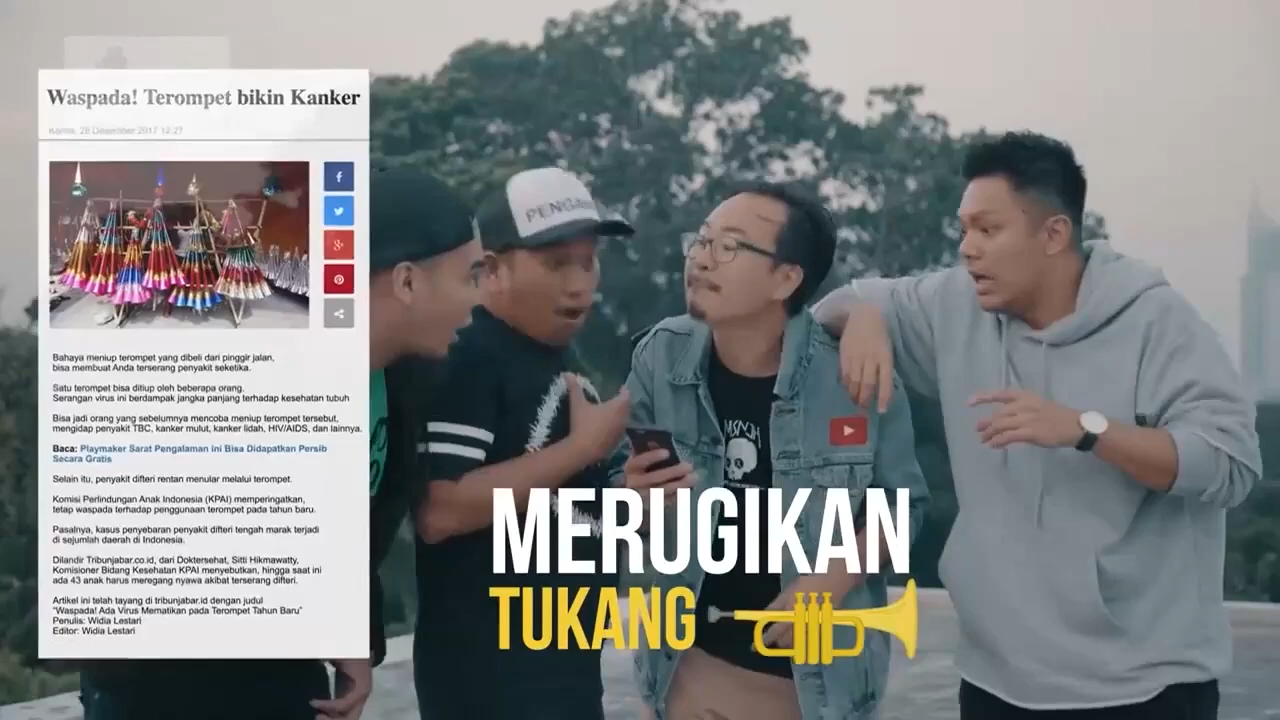 Waspada! Terompet bikin Kanker
Kamis, 28 Desember 2017 12:27
Bahaya meniup terompet yang dibeli dari pinggir jalan,
bisa membuat Anda terserang penyakit seketika.
Satu terompet bisa ditiup oleh beberapa orang.
Serangan virus ini berdampak jangka panjang terhadap kesehatan tubuh
Bisa jadi orang yang sebelumnya mencoba meniup terompet tersebut,
mengidap penyakit TBC, kanker mulut, kanker lidah, HIV/AIDS, dan lainnya.
Baca: Playmaker Sarat Pengalaman ini Bisa Didapatkan Persib
Secara Gratis
Selain itu, penyakit difteri rentan menular melalui terompet.
Komisi Perlindungan Anak Indonesia (KPAI) memperingatkan,
tetap waspada terhadap penggunaan terompet pada tahun baru.
Pasalnya, kasus penyebaran penyakit difteri tengah marak terjadi
di sejumlah daerah di Indonesia.
Dilandir Tribunjabar.co.id, dari Doktersehat, Sitti Hikmawatty,
Komisioner Bidang Kesehatan KPAI menyebutkan, hingga saat ini
ada 43 anak harus meregang nyawa akibat terserang difteri.
Artikel ini telah tayang di tribunjabar.id dengan judul
"Waspada! Ada Virus Mematikan pada Terompet Tahun Baru"
Penulis: Widia Lestari
Editor: Widia Lestari
MERUGIKAN
TUKANG